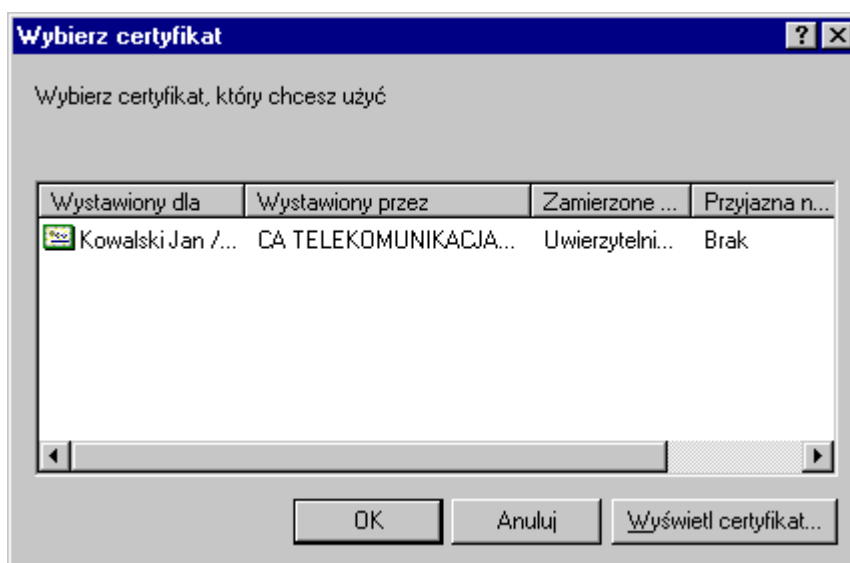 Wybierz certyfikat
Wybierz certyfikat, który chcesz użyć
Wystawiony dla Wystawiony przez Zamierzone ... Przyjazna n...
Kowalski Jan /... CA TELEKOMUNIKACJA... Uwierzytelni... Brak
OK Anuluj Wyświetl certyfikat...